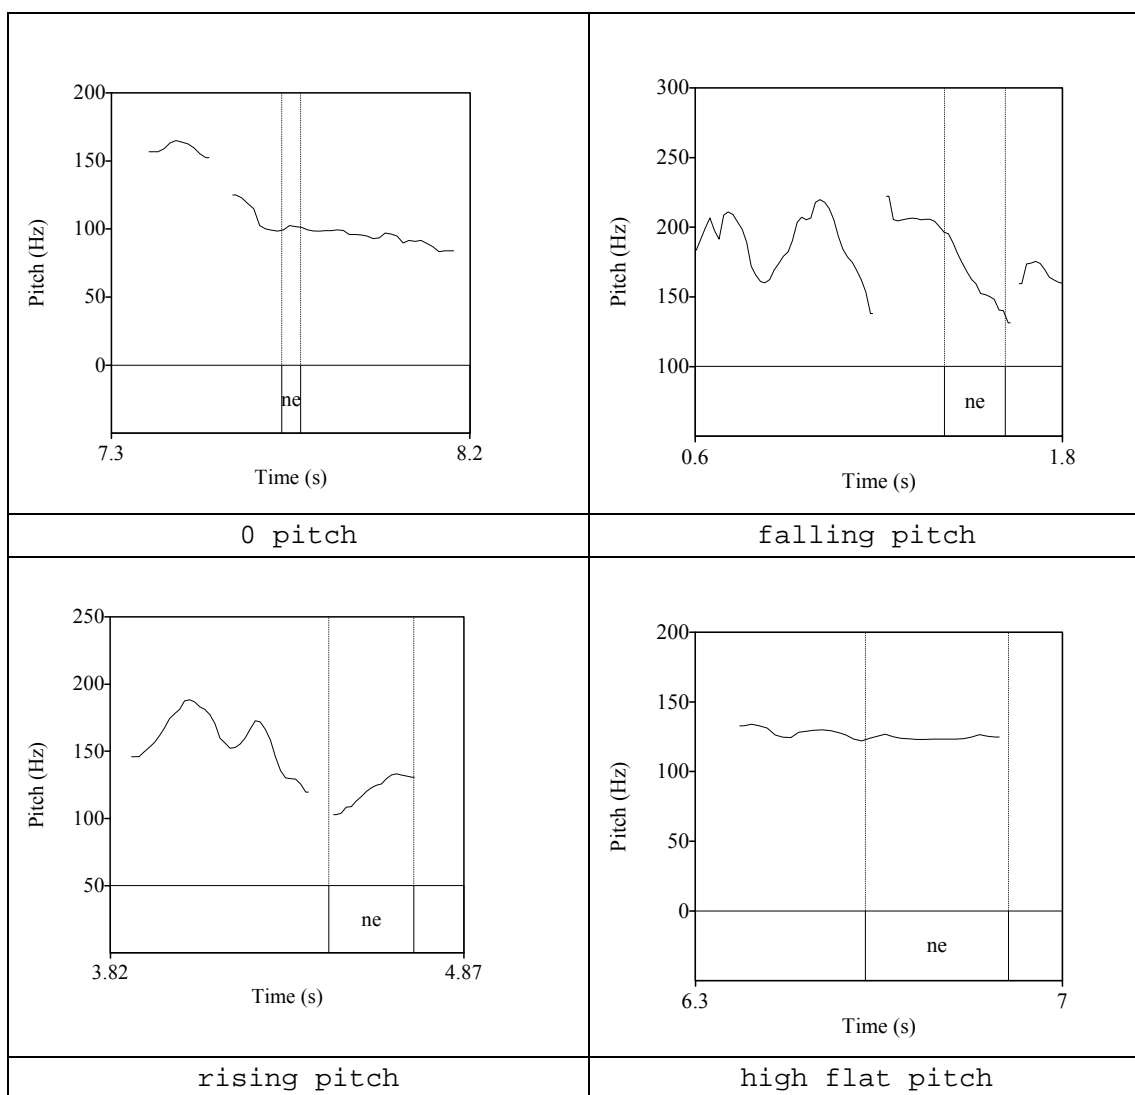 200
150
100
50
0
Pitch (Hz)
ne
7.3 8.2
Time (s)
0 pitch
300
250
200
150
100
Pitch (Hz)
ne
0.6 1.8
Time (s)
falling pitch
250
200
150
100
50
Pitch (Hz)
ne
3.82 4.87
Time (s)
rising pitch
200
150
100
50
0
Pitch (Hz)
ne
6.3 7
Time (s)
high flat pitch